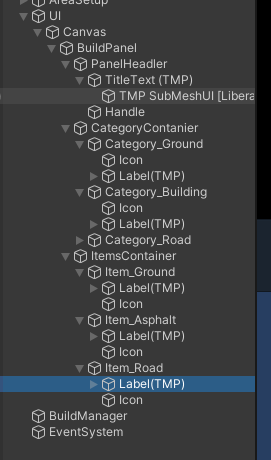 AreaSetup
UI
Canvas
BuildPanel
PanelHeadler
TitleText (TMP)
TMP SubMeshUI [Libera
Handle
CategoryContanier
Category_Ground
Icon
Label(TMP)
Category_Building
Icon
Label(TMP)
Category_Road
ItemsContainer
Item_Ground
Label(TMP)
Icon
Item_Asphalt
Label(TMP)
Icon
Item_Road
Label(TMP)
Icon
BuildManager
EventSystem